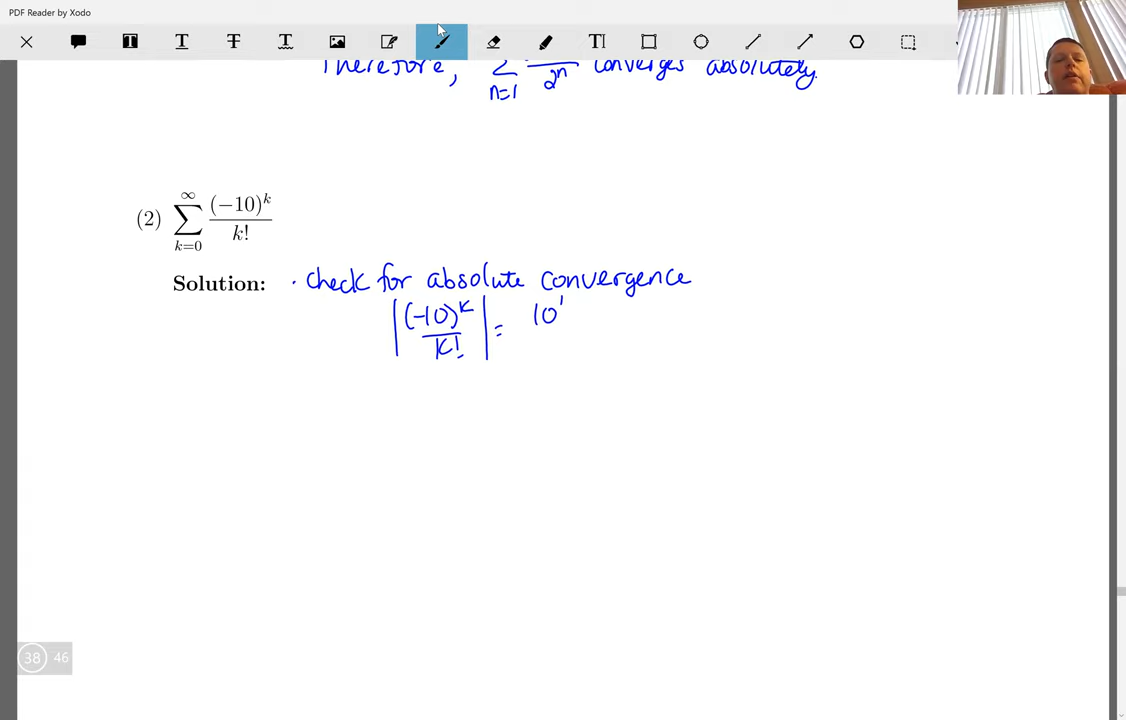 PDF Reader by Xodo
Therefore, ∑ n=1 / 2^n converges absolutely.
(2) ∑_{k=0}^{∞} (−10)^k / k!
Solution: · check for absolute convergence
|(-10)^k / k!| = 10
38 46